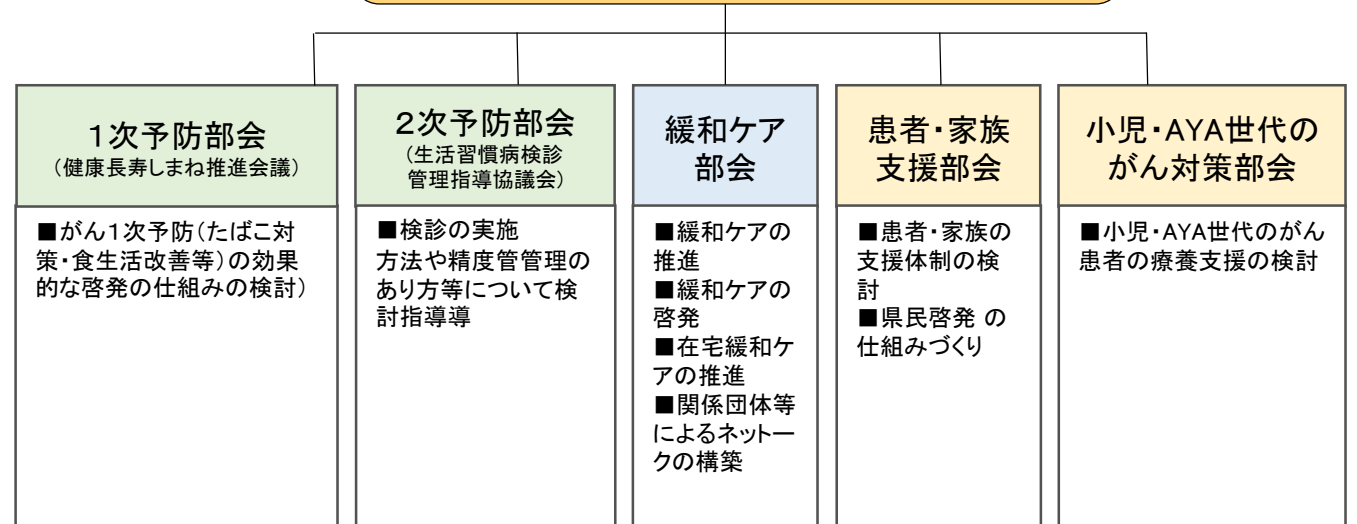 1次予防部会
(健康長寿しまね推進会議)
■がん1次予防(たばこ対
策・食生活改善等)の効果
的な啓発の仕組みの検討)
2次予防部会
(生活習慣病検診
管理指導協議会)
■検診の実施
方法や精度管管理の
あり方等について検
討指導導
緩和ケア
部会
■緩和ケアの
推進
■緩和ケアの
啓発
■在宅緩和ケ
アの推進
■関係団体等
によるネットー
クの構築
患者・家族
支援部会
■患者・家族の
支援体制の検
討
■県民啓発 の
仕組みづくり
小児・AYA世代の
がん対策部会
■小児・AYA世代のがん
患者の療養支援の検討